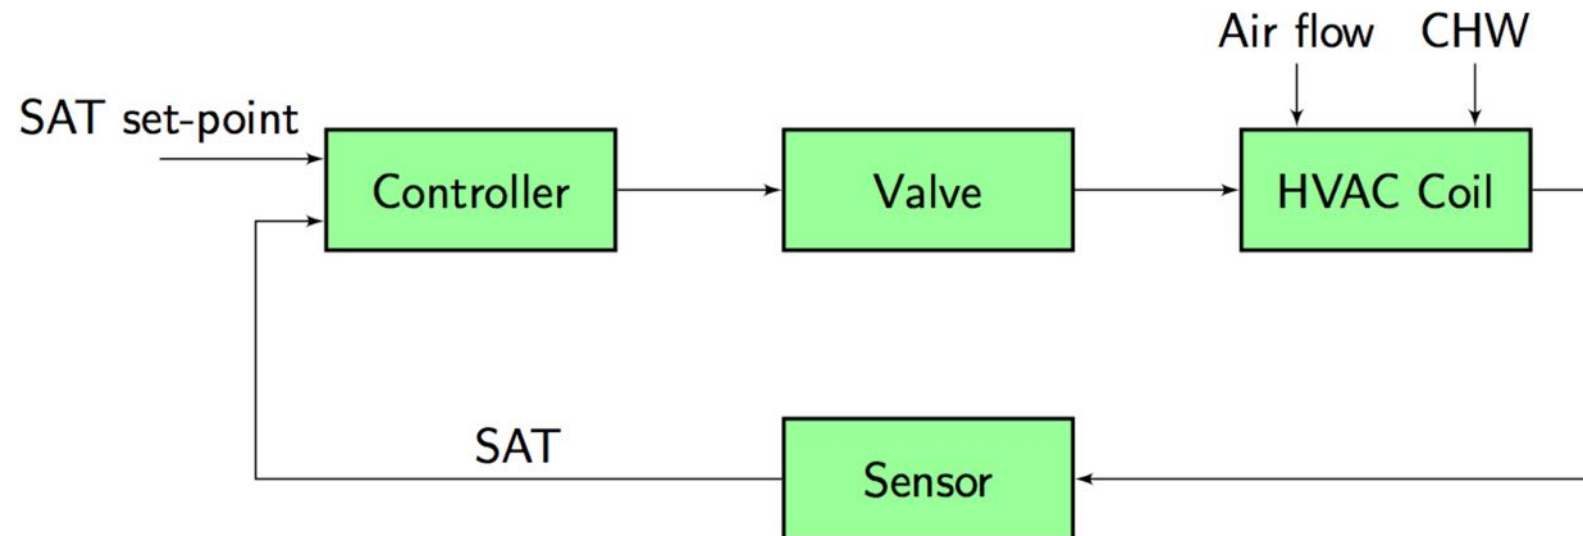 Air flow CHW
SAT set-point
Controller
Valve
HVAC Coil
SAT
Sensor